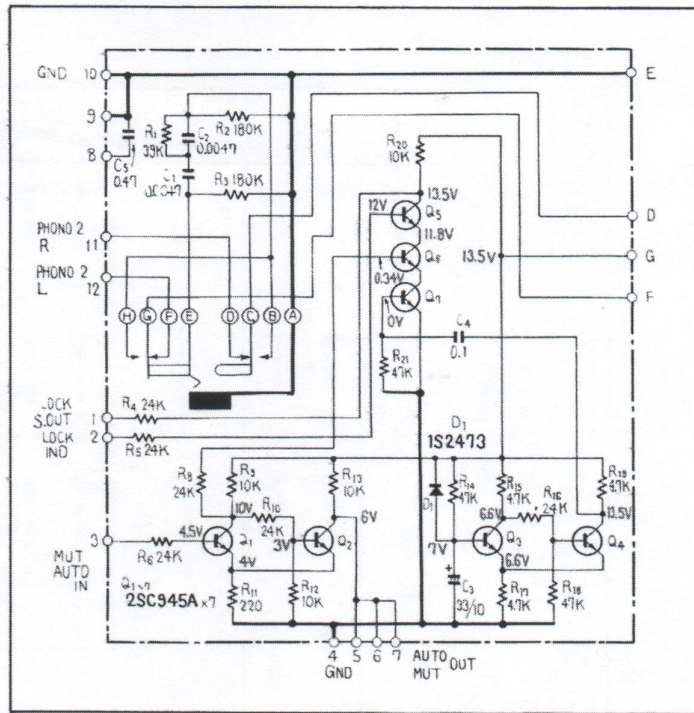 GND 10
E
9
8
C5
0.47
R1
39K
C2
0.0047
R2 180K
C1
0.0047
R3 180K
R20
10K
13.5V
12V
Q5
11.8V
Q6
0.34V
Q7
0V
13.5V
D
G
F
PHONO 2
R 11
PHONO 2
L 12
H G F E D C B A
C4
0.1
R21
47K
LOCK
S.OUT 1
R4 24K
LOCK
IND 2
R5 24K
D1
1S2473
R8
24K
R9
10K
R13
10K
R14
47K
D1
R15
4.7K
R16
24K
R19
4.7K
10V
R10
24K
6V
6.6V
13.5V
4.5V
Q1
3V
Q2
7V
Q3
Q4
3
MUT
AUTO
IN
R6 24K
4V
6.6V
Q1×7
2SC945A×7
R11
220
R12
10K
C3
33/10
R17
4.7K
R18
47K
4 5 6 7
GND
AUTO
MUT
OUT